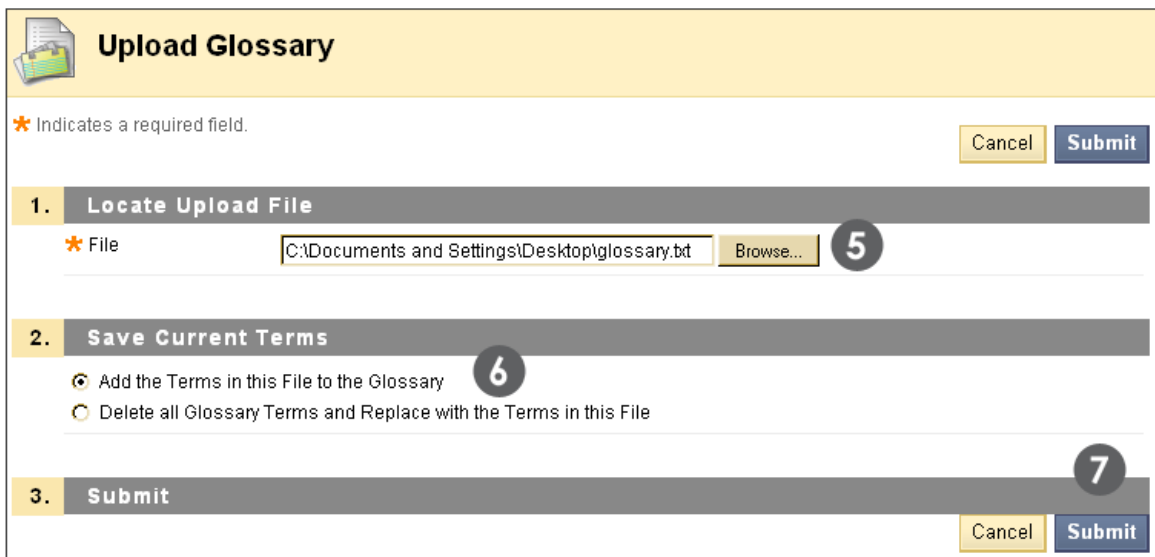 Upload Glossary
* Indicates a required field.
Cancel Submit
1. Locate Upload File
* File C:\Documents and Settings\Desktop\glossary.txt Browse... 5
2. Save Current Terms
6
Add the Terms in this File to the Glossary
Delete all Glossary Terms and Replace with the Terms in this File
7
3. Submit
Cancel Submit